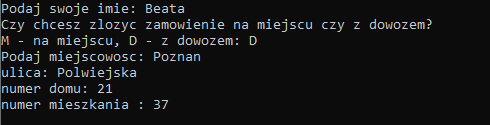 Podaj swoje imie: Beata
Czy chcesz zlozyc zamowienie na miejscu czy z dowozem?
M - na miejscu, D - z dowozem: D
Podaj miejscowosc: Poznan
ulica: Polwiejska
numer domu: 21
numer mieszkania : 37